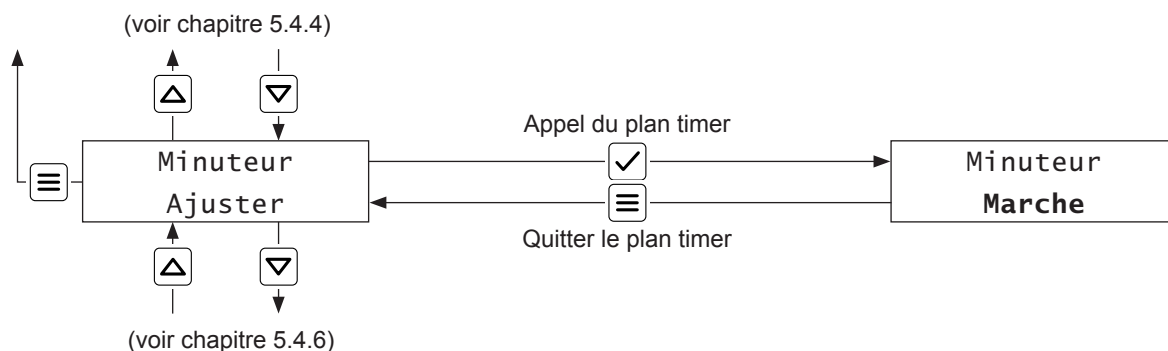 (voir chapitre 5.4.4)
Appel du plan timer
Minuteur
Ajuster
Minuteur
Marche
Quitter le plan timer
(voir chapitre 5.4.6)